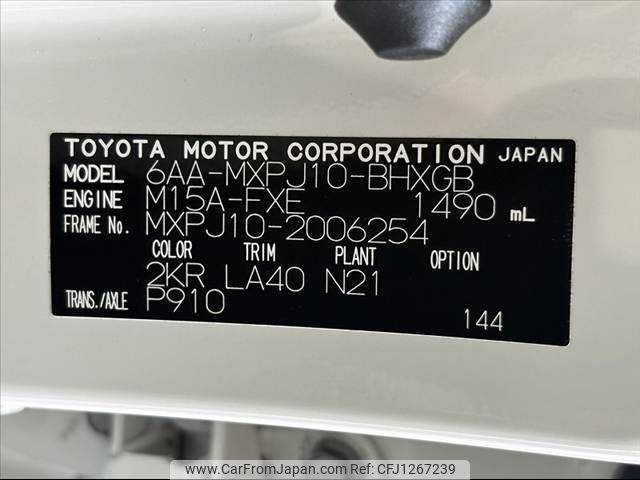 TOYOTA MOTOR CORPORATION JAPAN
MODEL 6AA-MXPJ10-BHXGB
ENGINE M15A-FXE 1490 mL
FRAME No. MXPJ10-2006254
COLOR TRIM PLANT OPTION
2KR LA40 N21
TRANS./AXLE P910
144
www.CarFromJapan.com CFJ1267239